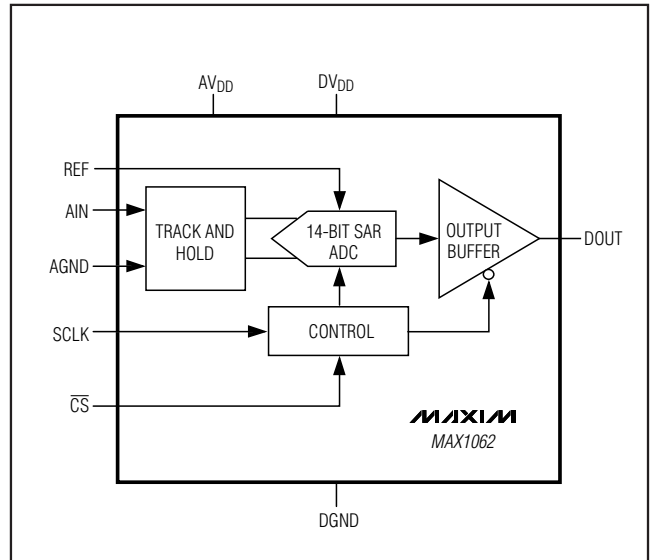 AVDD
DVDD
REF
AIN
AGND
SCLK
CS
TRACK AND
HOLD
14-BIT SAR
ADC
OUTPUT
BUFFER
DOUT
CONTROL
MAXIM
MAX1062
DGND